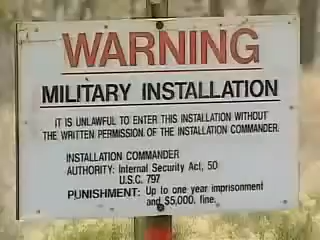 WARNING
MILITARY INSTALLATION
IT IS UNLAWFUL TO ENTER THIS INSTALLATION WITHOUT
THE WRITTEN PERMISSION OF THE INSTALLATION COMMANDER.
INSTALLATION COMMANDER
AUTHORITY: Internal Security Act, 50
U.S.C. 797
PUNISHMENT: Up to one year imprisonment
and $5,000. fine.